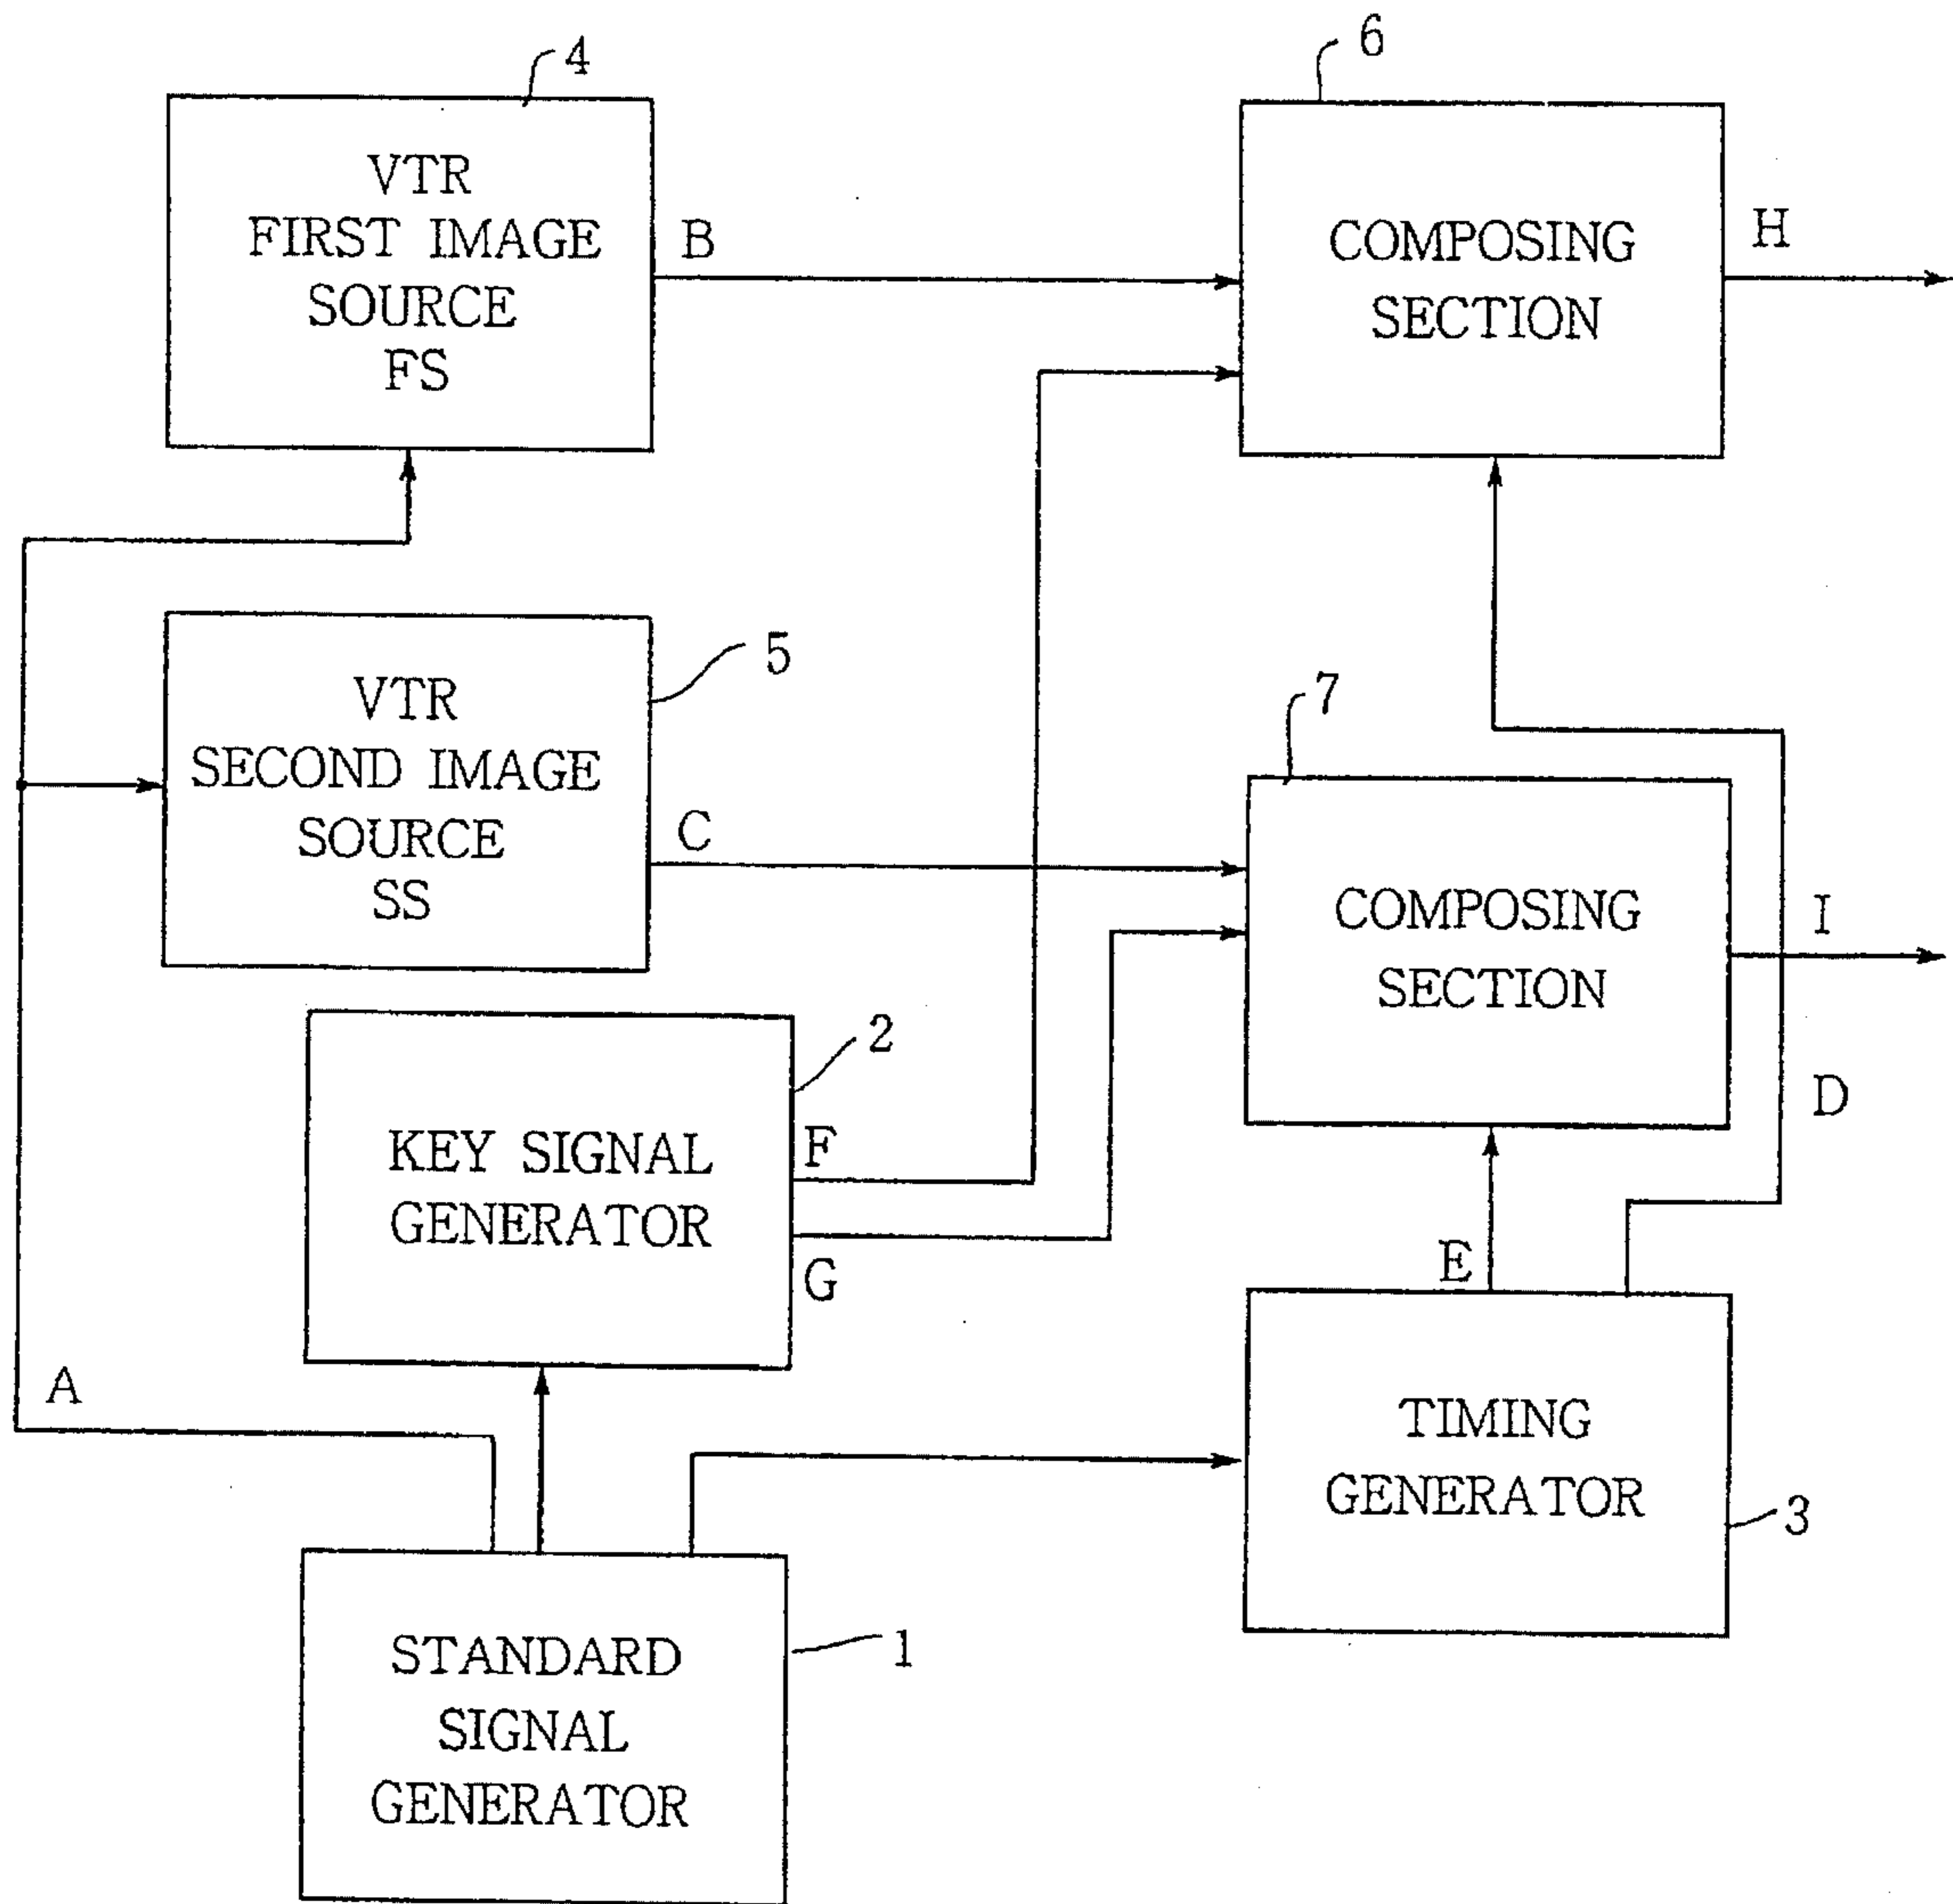 4
VTR
FIRST IMAGE
SOURCE
FS
B
6
COMPOSING
SECTION
H
5
VTR
SECOND IMAGE
SOURCE
SS
C
7
COMPOSING
SECTION
I
D
2
KEY SIGNAL
GENERATOR
F
G
E
A
TIMING
GENERATOR
3
1
STANDARD
SIGNAL
GENERATOR